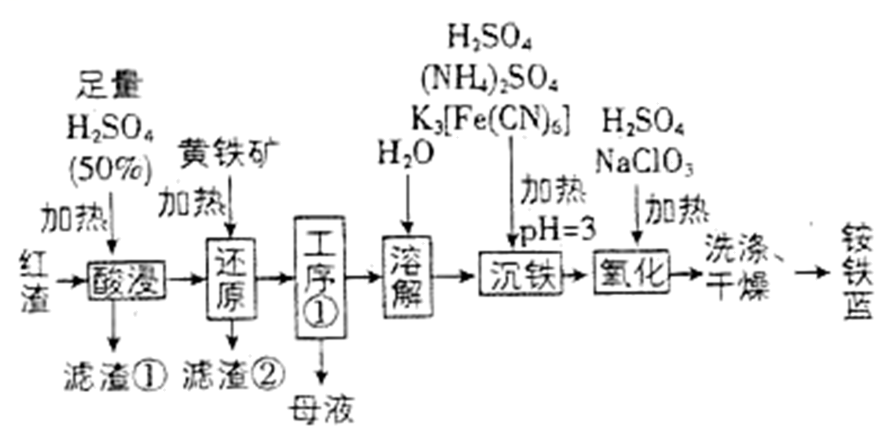 H₂SO₄
(NH₄)₂SO₄
K₃[Fe(CN)₆]
足量
H₂SO₄
(50%)
加热
黄铁矿
加热
H₂O
加热
pH=3
H₂SO₄
NaClO₃
加热
红渣
酸浸
还原
工序①
溶解
沉铁
氧化
洗涤、
干燥
铵铁蓝
滤渣①
滤渣②
母液